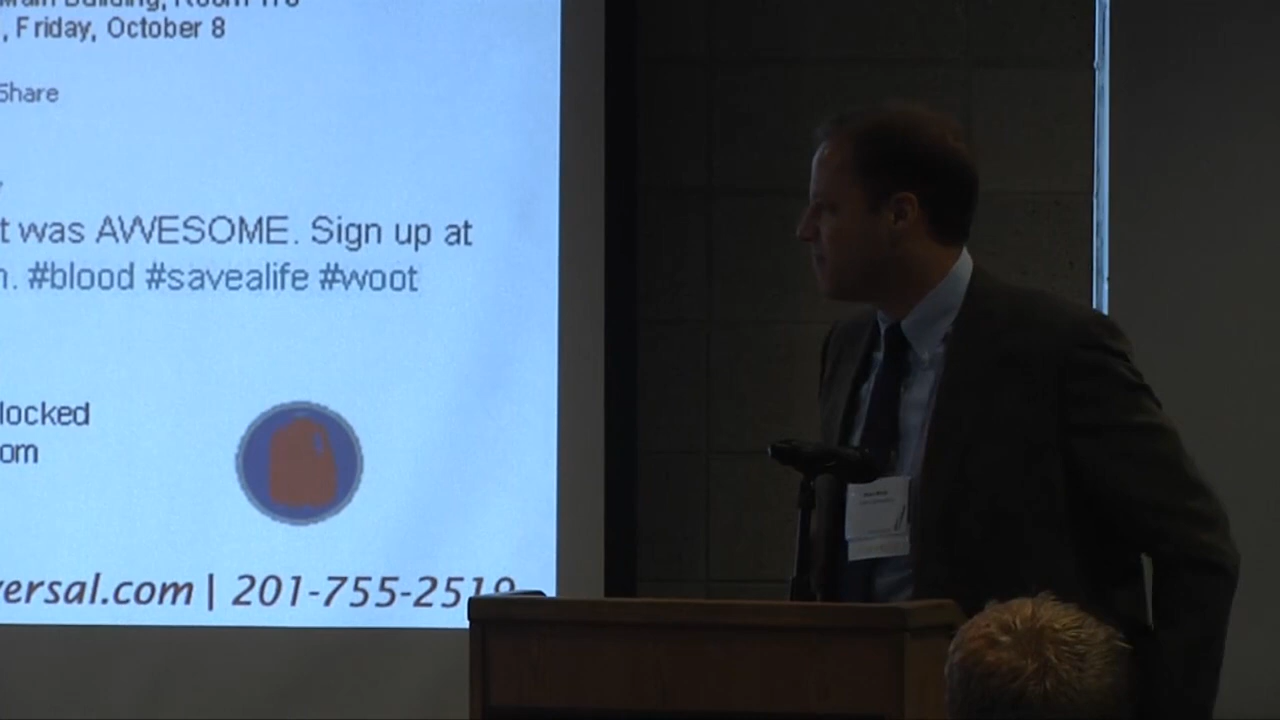 , Friday, October 8
Share
t was AWESOME. Sign up at
. #blood #savealife #woot
locked
om
ersal.com | 201-755-2519